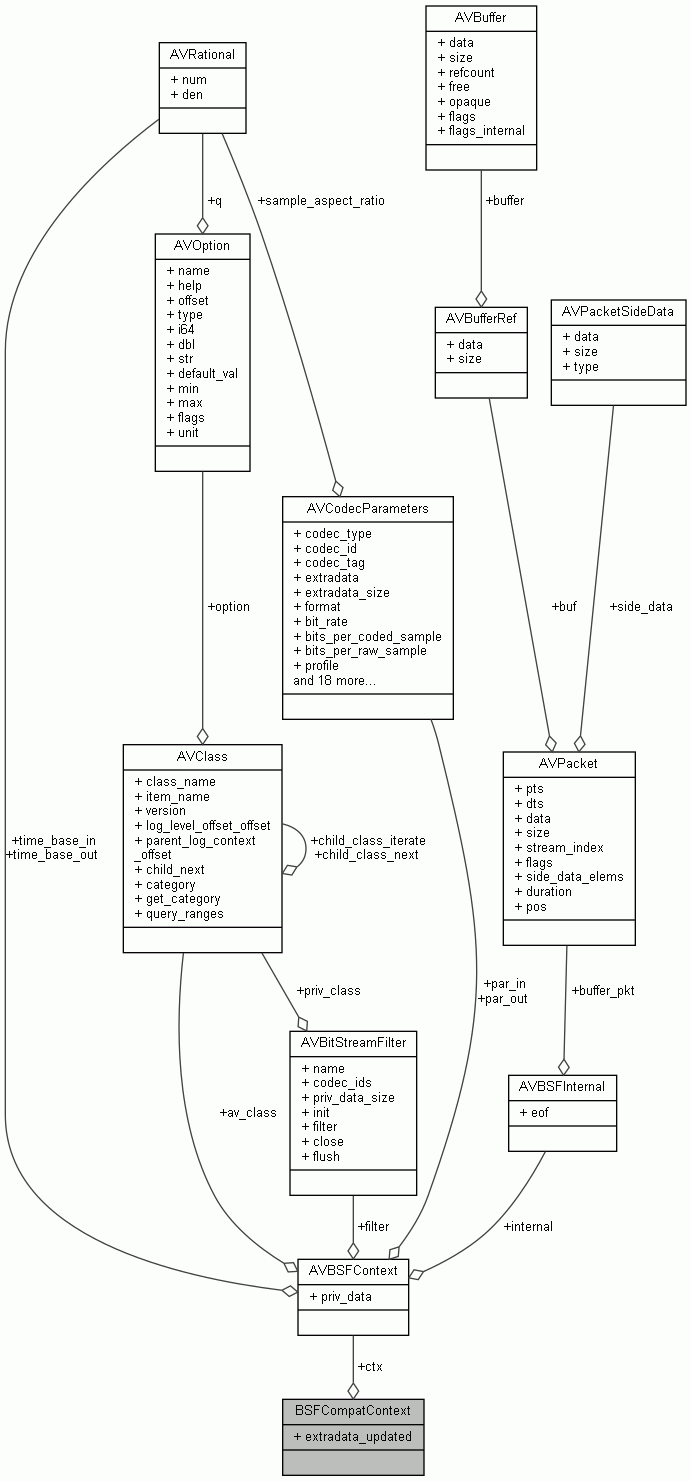 AVBuffer
+ data
+ size
+ refcount
+ free
+ opaque
+ flags
+ flags_internal
AVRational
+ num
+ den
+q
+sample_aspect_ratio
+buffer
AVOption
+ name
+ help
+ offset
+ type
+ i64
+ dbl
+ str
+ default_val
+ min
+ max
+ flags
+ unit
AVBufferRef
+ data
+ size
AVPacketSideData
+ data
+ size
+ type
AVCodecParameters
+ codec_type
+ codec_id
+ codec_tag
+ extradata
+ extradata_size
+ format
+ bit_rate
+ bits_per_coded_sample
+ bits_per_raw_sample
+ profile
and 18 more...
+option
+buf
+side_data
AVClass
+ class_name
+ item_name
+ version
+ log_level_offset_offset
+ parent_log_context
_offset
+ child_next
+ category
+ get_category
+ query_ranges
+time_base_in
+time_base_out
+child_class_iterate
+child_class_next
AVPacket
+ pts
+ dts
+ data
+ size
+ stream_index
+ flags
+ side_data_elems
+ duration
+ pos
+priv_class
+par_in
+par_out
+buffer_pkt
AVBitStreamFilter
+ name
+ codec_ids
+ priv_data_size
+ init
+ filter
+ close
+ flush
AVBSFInternal
+ eof
+av_class
+filter
+internal
AVBSFContext
+ priv_data
+ctx
BSFCompatContext
+ extradata_updated